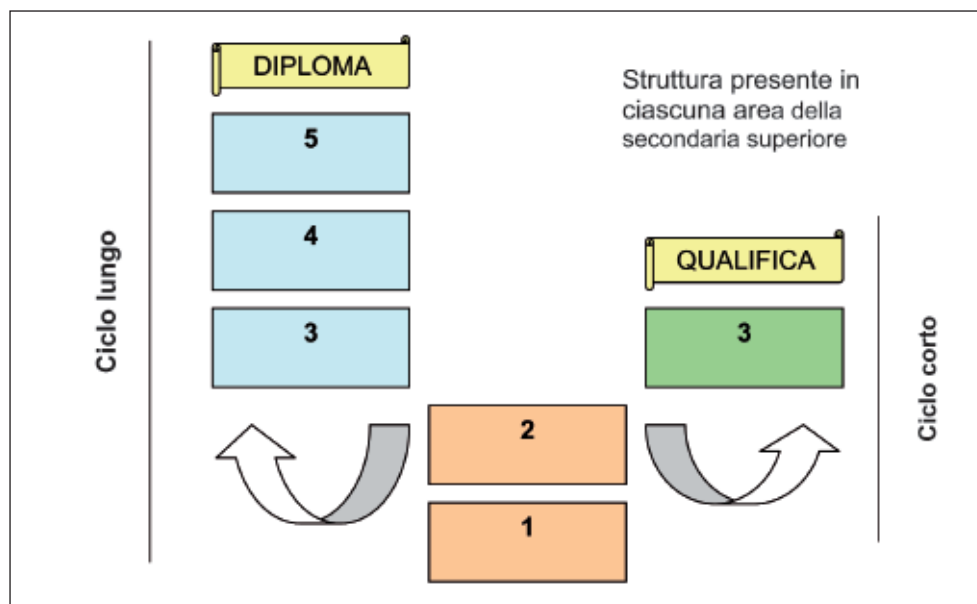 DIPLOMA
5
4
3
Ciclo lungo
Struttura presente in
ciascuna area della
secondaria superiore
QUALIFICA
3
Ciclo corto
2
1